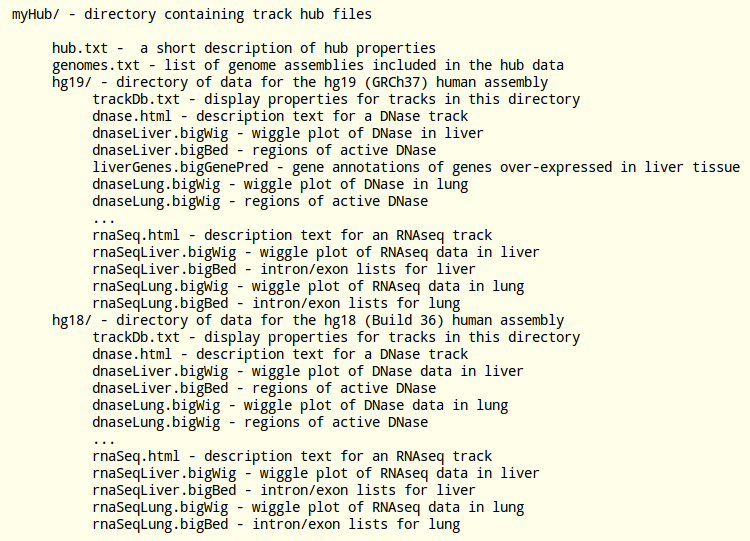 myHub/ - directory containing track hub files
hub.txt -  a short description of hub properties
genomes.txt - list of genome assemblies included in the hub data
hg19/ - directory of data for the hg19 (GRCh37) human assembly
trackDb.txt - display properties for tracks in this directory
dnase.html - description text for a DNase track
dnaseLiver.bigWig - wiggle plot of DNase in liver
dnaseLiver.bigBed - regions of active DNase
liverGenes.bigGenePred - gene annotations of genes over-expressed in liver tissue
dnaseLung.bigWig - wiggle plot of DNase in lung
dnaseLung.bigWig - regions of active DNase
...
rnaSeq.html - description text for an RNAseq track
rnaSeqLiver.bigWig - wiggle plot of RNAseq data in liver
rnaSeqLiver.bigBed - intron/exon lists for liver
rnaSeqLung.bigWig - wiggle plot of RNAseq data in lung
rnaSeqLung.bigBed - intron/exon lists for lung
hg18/ - directory of data for the hg18 (Build 36) human assembly
trackDb.txt - display properties for tracks in this directory
dnase.html - description text for a DNase track
dnaseLiver.bigWig - wiggle plot of DNase data in liver
dnaseLiver.bigBed - regions of active DNase
dnaseLung.bigWig - wiggle plot of DNase data in lung
dnaseLung.bigWig - regions of active DNase
...
rnaSeq.html - description text for an RNAseq track
rnaSeqLiver.bigWig - wiggle plot of RNAseq data in liver
rnaSeqLiver.bigBed - intron/exon lists for liver
rnaSeqLung.bigWig - wiggle plot of RNAseq data in lung
rnaSeqLung.bigBed - intron/exon lists for lung